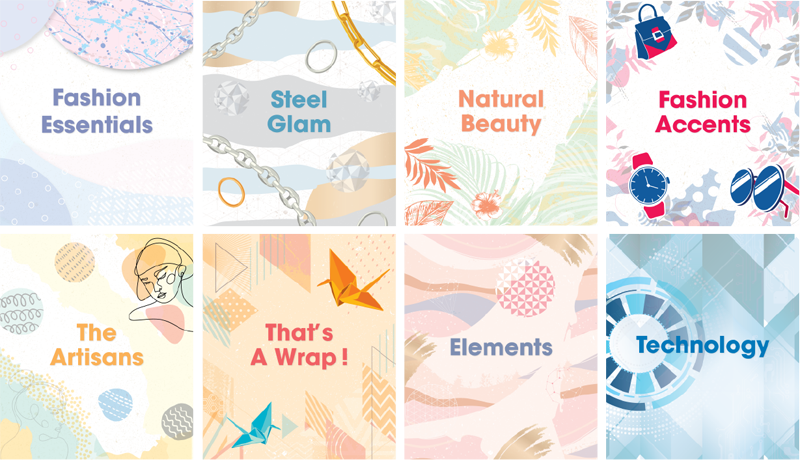 Fashion
Essentials
Steel
Glam
Natural
Beauty
Fashion
Accents
The
Artisans
That's
A Wrap !
Elements
Technology